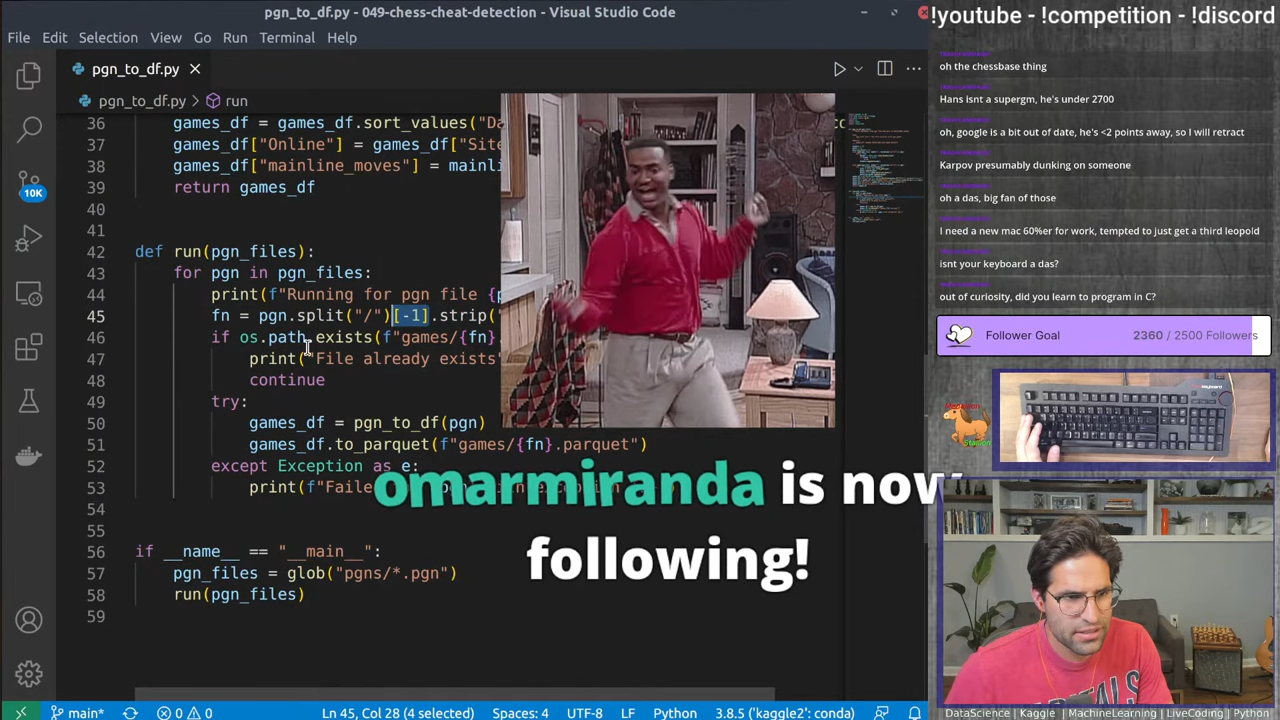 pgn_to_df.py - 049-chess-cheat-detection - Visual Studio Code
!youtube - !competition - !discord
File Edit Selection View Go Run Terminal Help
pgn_to_df.py
pgn_to_df.py > run
36 games_df = games_df.sort_values("Da
37 games_df["Online"] = games_df["Site
38 games_df["mainline_moves"] = mainl
39 return games_df
40
41
42 def run(pgn_files):
43 for pgn in pgn_files:
44 print(f"Running for pgn file {p
45 fn = pgn.split("/")[-1].strip("
46 if os.path.exists(f"games/{fn}.
47 print("File already exists"
48 continue
49 try:
50 games_df = pgn_to_df(pgn)
51 games_df.to_parquet(f"games/{fn}.parquet")
52 except Exception as e:
53 print(f"Faile
54
55
56 if __name__ == "__main__":
57 pgn_files = glob("pgns/*.pgn")
58 run(pgn_files)
59
omarmiranda is now
following!
10K
main* 0 0 Ln 45, Col 28 (4 selected) Spaces: 4 UTF-8 LF Python 3.8.5 ('kaggle2': conda)
oh the chessbase thing
Hans isnt a supergm, he's under 2700
oh, google is a bit out of date, he's <2 points away, so I will retract
Karpov presumably dunking on someone
oh a das, big fan of those
I need a new mac 60%er for work, tempted to just get a third leopold
isnt your keyboard a das?
out of curiosity, did you learn to program in C?
Follower Goal 2360 / 2500 Followers
Medallion
Stallion
DataScience | Kaggle | MachineLearning | LiveCoding | Python